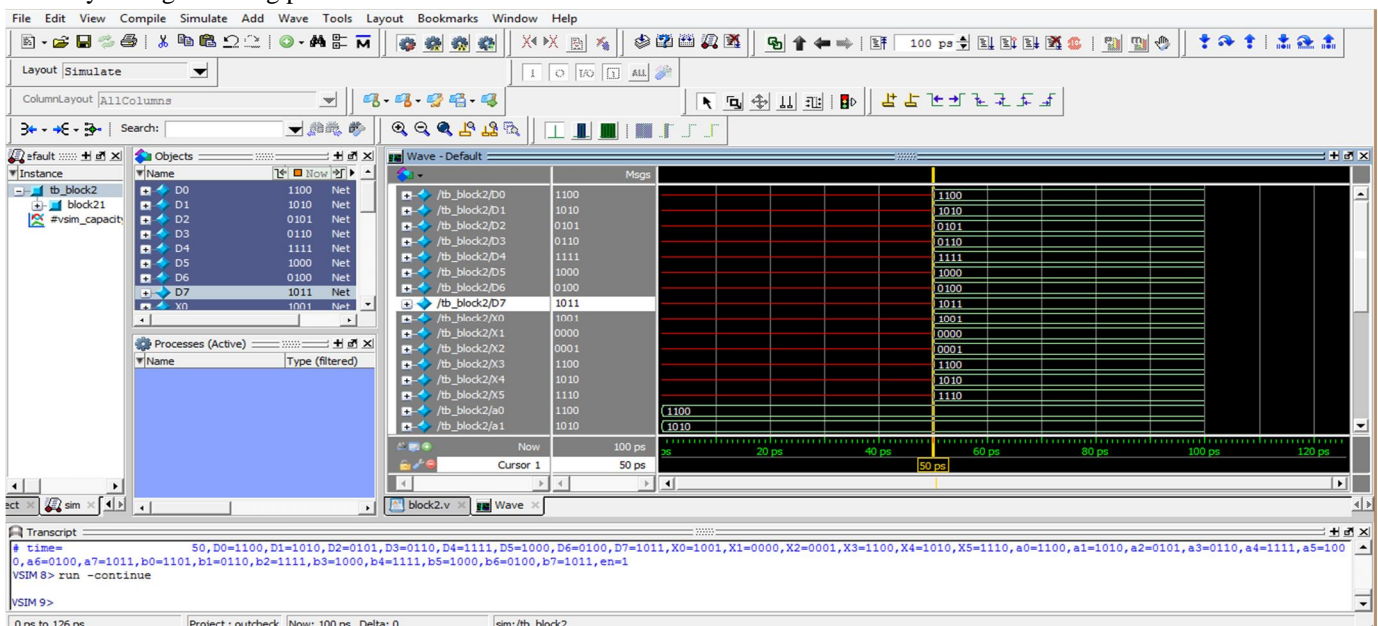 File Edit View Compile Simulate Add Wave Tools Layout Bookmarks Window Help
100 ps
Layout Simulate
ColumnLayout AllColumns
Search:
Objects
Wave - Default
Instance
Name
Now
Msgs
tb_block2
block21
#vsim_capacit
D0 1100 Net
D1 1010 Net
D2 0101 Net
D3 0110 Net
D4 1111 Net
D5 1000 Net
D6 0100 Net
D7 1011 Net
X0 1001 Net
Processes (Active)
Name Type (filtered)
/tb_block2/D0 1100 1100
/tb_block2/D1 1010 1010
/tb_block2/D2 0101 0101
/tb_block2/D3 0110 0110
/tb_block2/D4 1111 1111
/tb_block2/D5 1000 1000
/tb_block2/D6 0100 0100
/tb_block2/D7 1011 1011
/tb_block2/X0 1001 1001
/tb_block2/X1 0000 0000
/tb_block2/X2 0001 0001
/tb_block2/X3 1100 1100
/tb_block2/X4 1010 1010
/tb_block2/X5 1110 1110
/tb_block2/a0 1100 1100
/tb_block2/a1 1010 1010
Now 100 ps ps 20 ps 40 ps 60 ps 80 ps 100 ps 120 ps
Cursor 1 50 ps 50 ps
ect sim block2.v Wave
Transcript
# time= 50,D0=1100,D1=1010,D2=0101,D3=0110,D4=1111,D5=1000,D6=0100,D7=1011,X0=1001,X1=0000,X2=0001,X3=1100,X4=1010,X5=1110,a0=1100,a1=1010,a2=0101,a3=0110,a4=1111,a5=100
0,a6=0100,a7=1011,b0=1101,b1=0110,b2=1111,b3=1000,b4=1111,b5=1000,b6=0100,b7=1011,en=1
VSIM 8> run -continue
VSIM 9>
0 ps to 126 ps Project : outcheck Now: 100 ps Delta: 0 sim:/tb_block2